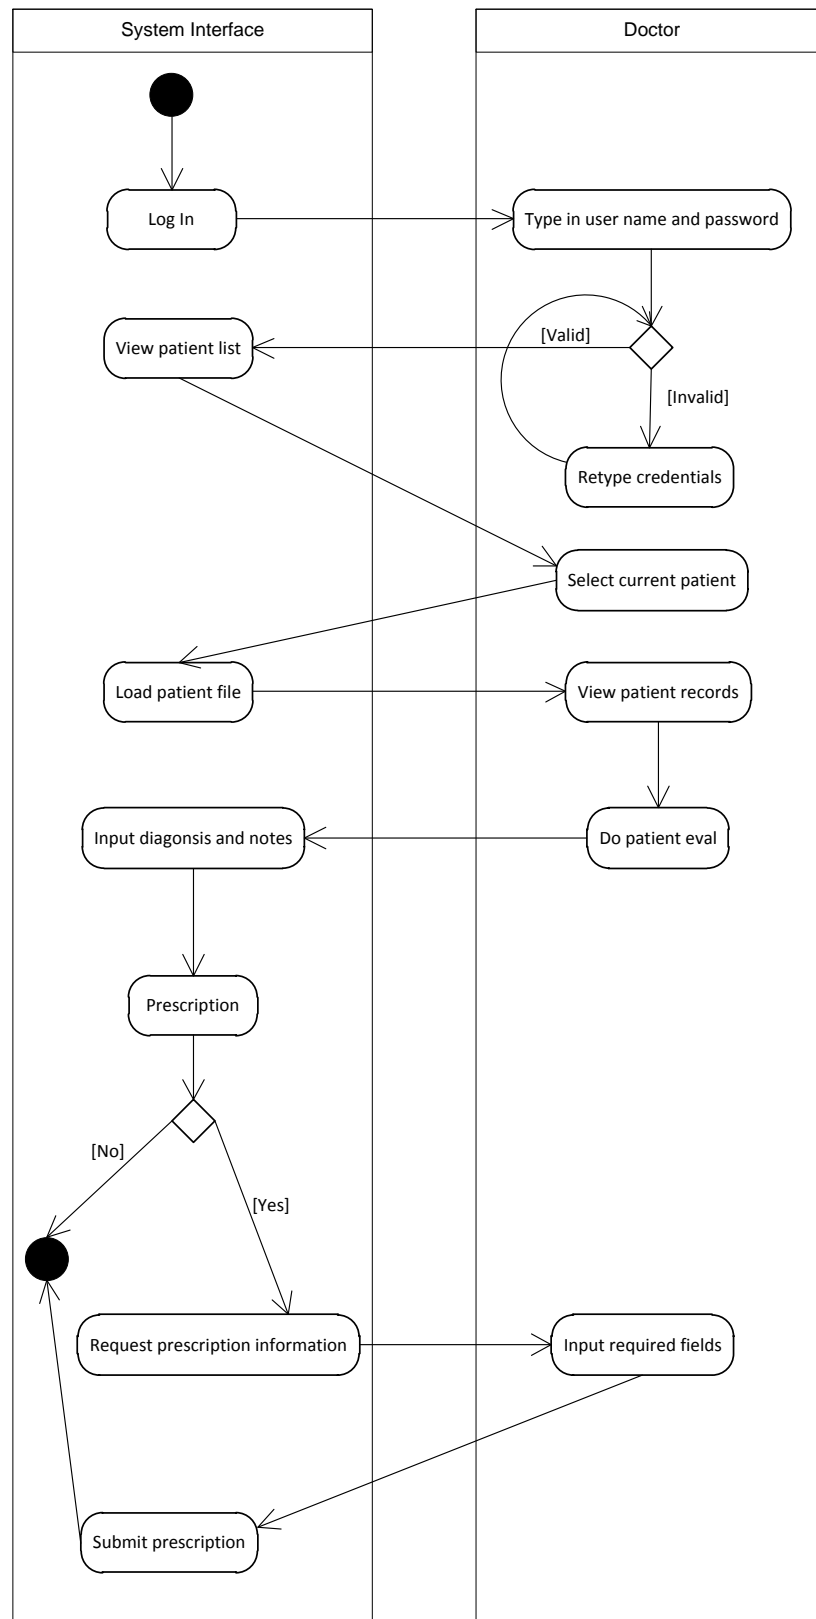 System Interface
Doctor
Log In
Type in user name and password
View patient list
[Valid]
[Invalid]
Retype credentials
Select current patient
Load patient file
View patient records
Input diagonsis and notes
Do patient eval
Prescription
[No]
[Yes]
Request prescription information
Input required fields
Submit prescription